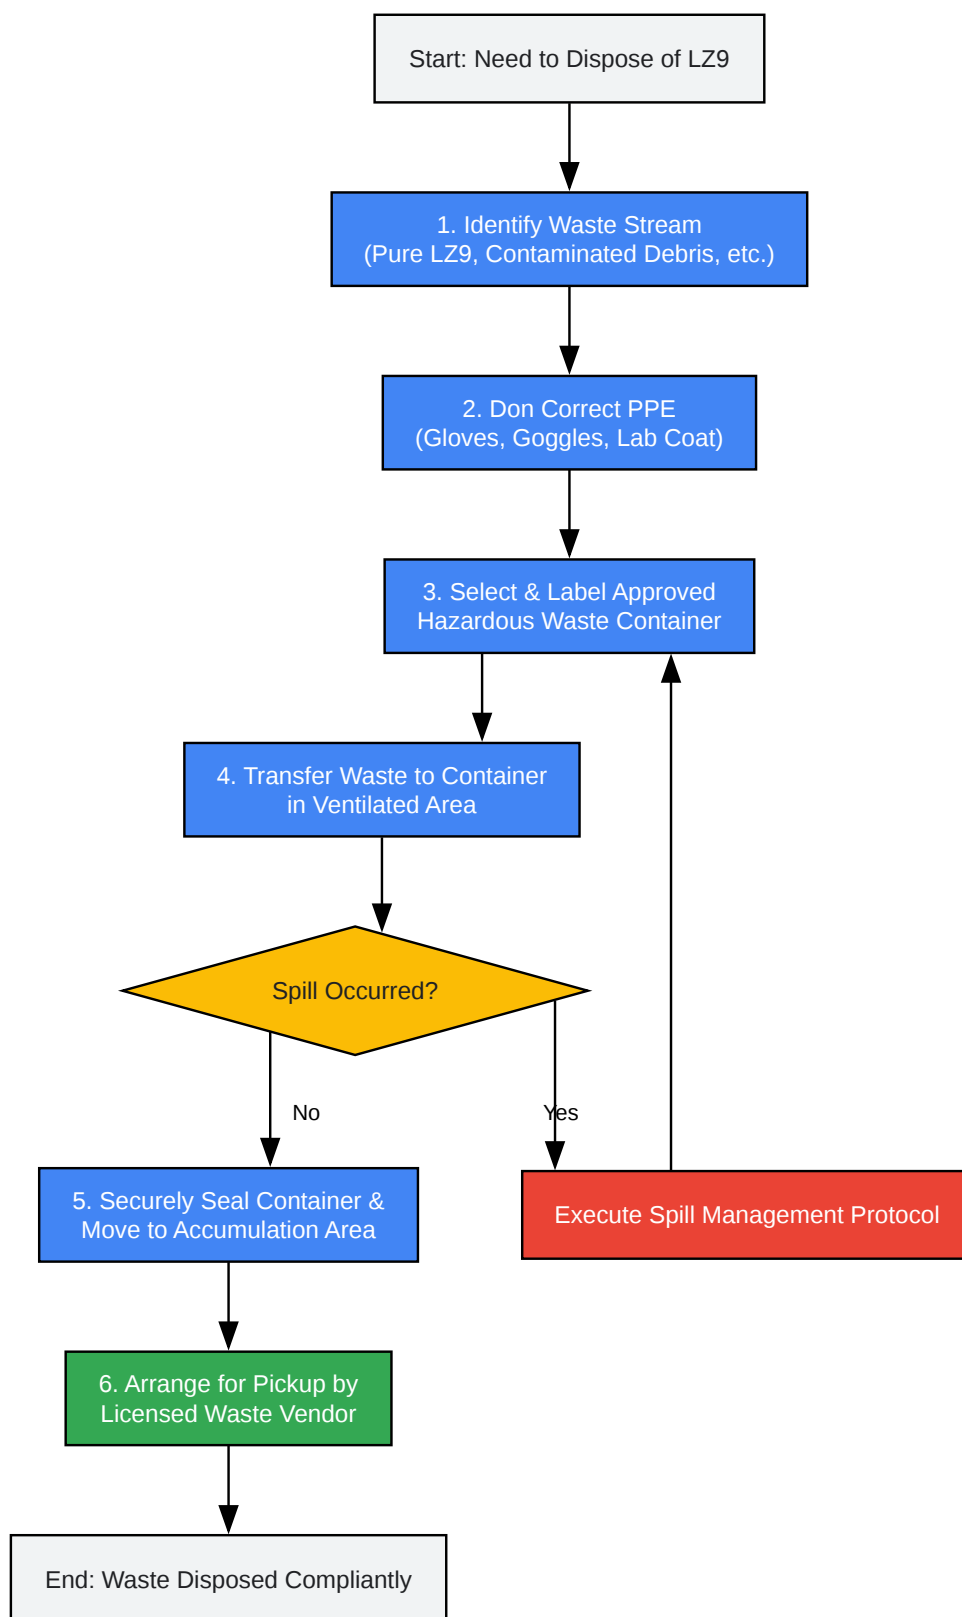 Start: Need to Dispose of LZ9
1. Identify Waste Stream
(Pure LZ9, Contaminated Debris, etc.)
2. Don Correct PPE
(Gloves, Goggles, Lab Coat)
3. Select & Label Approved
Hazardous Waste Container
4. Transfer Waste to Container
in Ventilated Area
Spill Occurred?
No
Yes
5. Securely Seal Container &
Move to Accumulation Area
Execute Spill Management Protocol
6. Arrange for Pickup by
Licensed Waste Vendor
End: Waste Disposed Compliantly